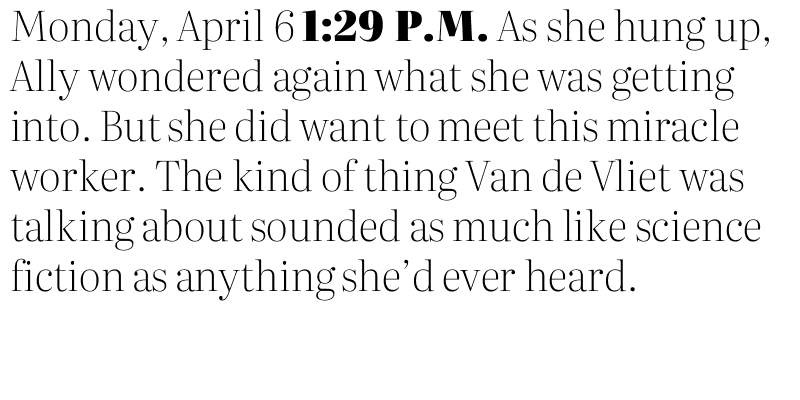 Monday, April 6 1:29 P.M. As she hung up,
Ally wondered again what she was getting
into. But she did want to meet this miracle
worker. The kind of thing Van de Vliet was
talking about sounded as much like science
fiction as anything she’d ever heard.